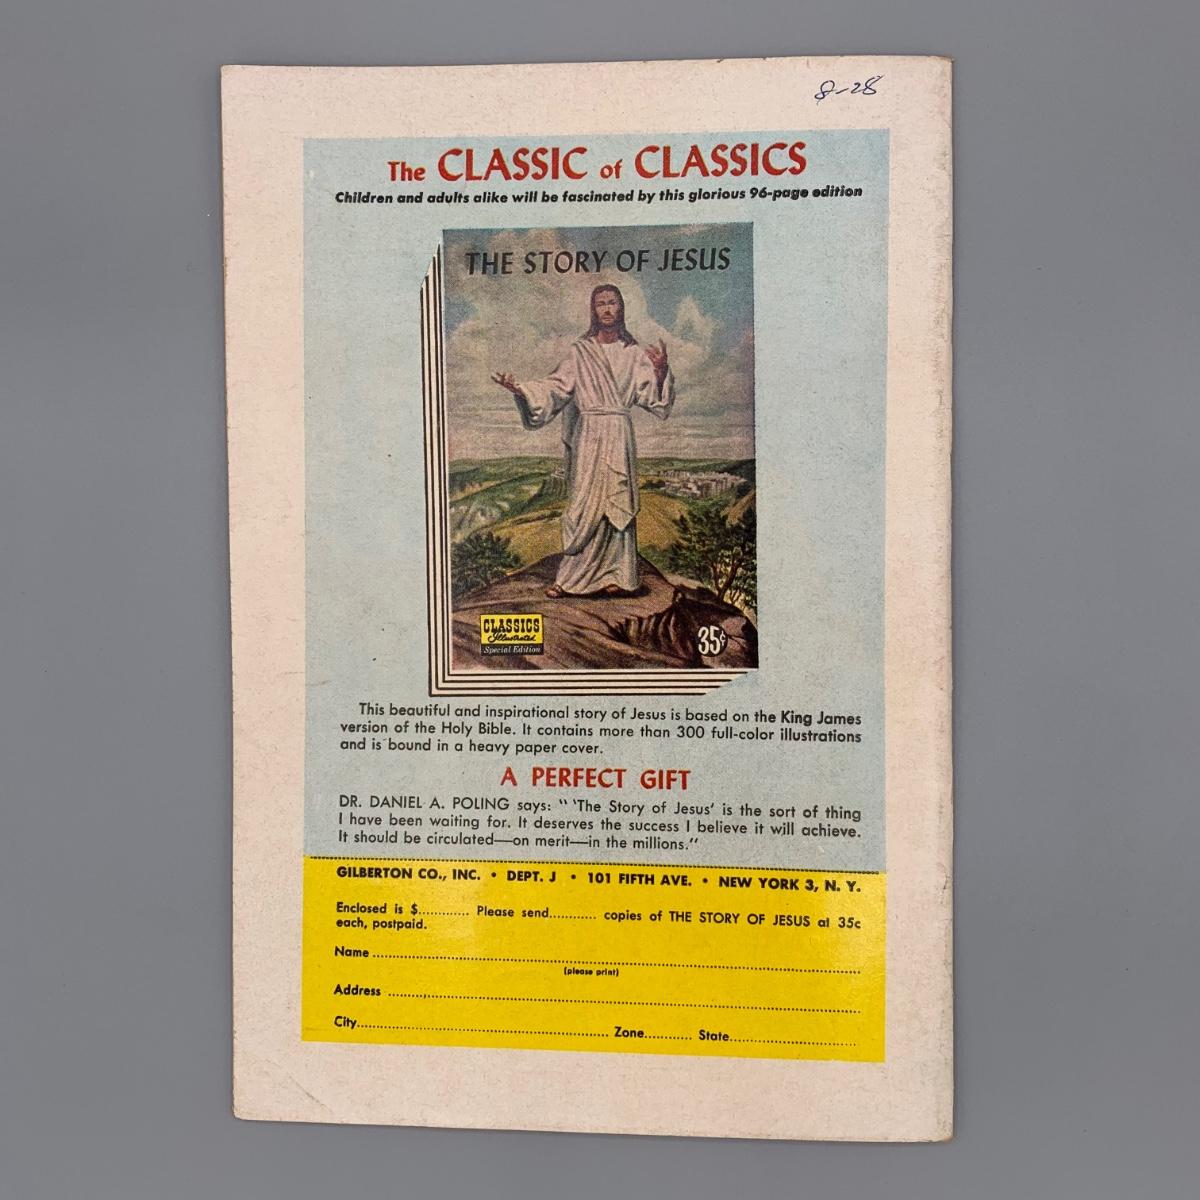 8-28
The CLASSIC of CLASSICS
Children and adults alike will be fascinated by this glorious 96-page edition
THE STORY OF JESUS
CLASSICS
Illustrated
Special Edition
35¢
This beautiful and inspirational story of Jesus is based on the King James
version of the Holy Bible. It contains more than 300 full-color illustrations
and is bound in a heavy paper cover.
A PERFECT GIFT
DR. DANIEL A. POLING says: " 'The Story of Jesus' is the sort of thing
I have been waiting for. It deserves the success I believe it will achieve.
It should be circulated—on merit—in the millions."
GILBERTON CO., INC. • DEPT. J • 101 FIFTH AVE. • NEW YORK 3, N. Y.
Enclosed is $............ Please send........... copies of THE STORY OF JESUS at 35c
each, postpaid.
Name ..........................................................................................
(please print)
Address ..........................................................................................
City.......................................................... Zone........... State..............................